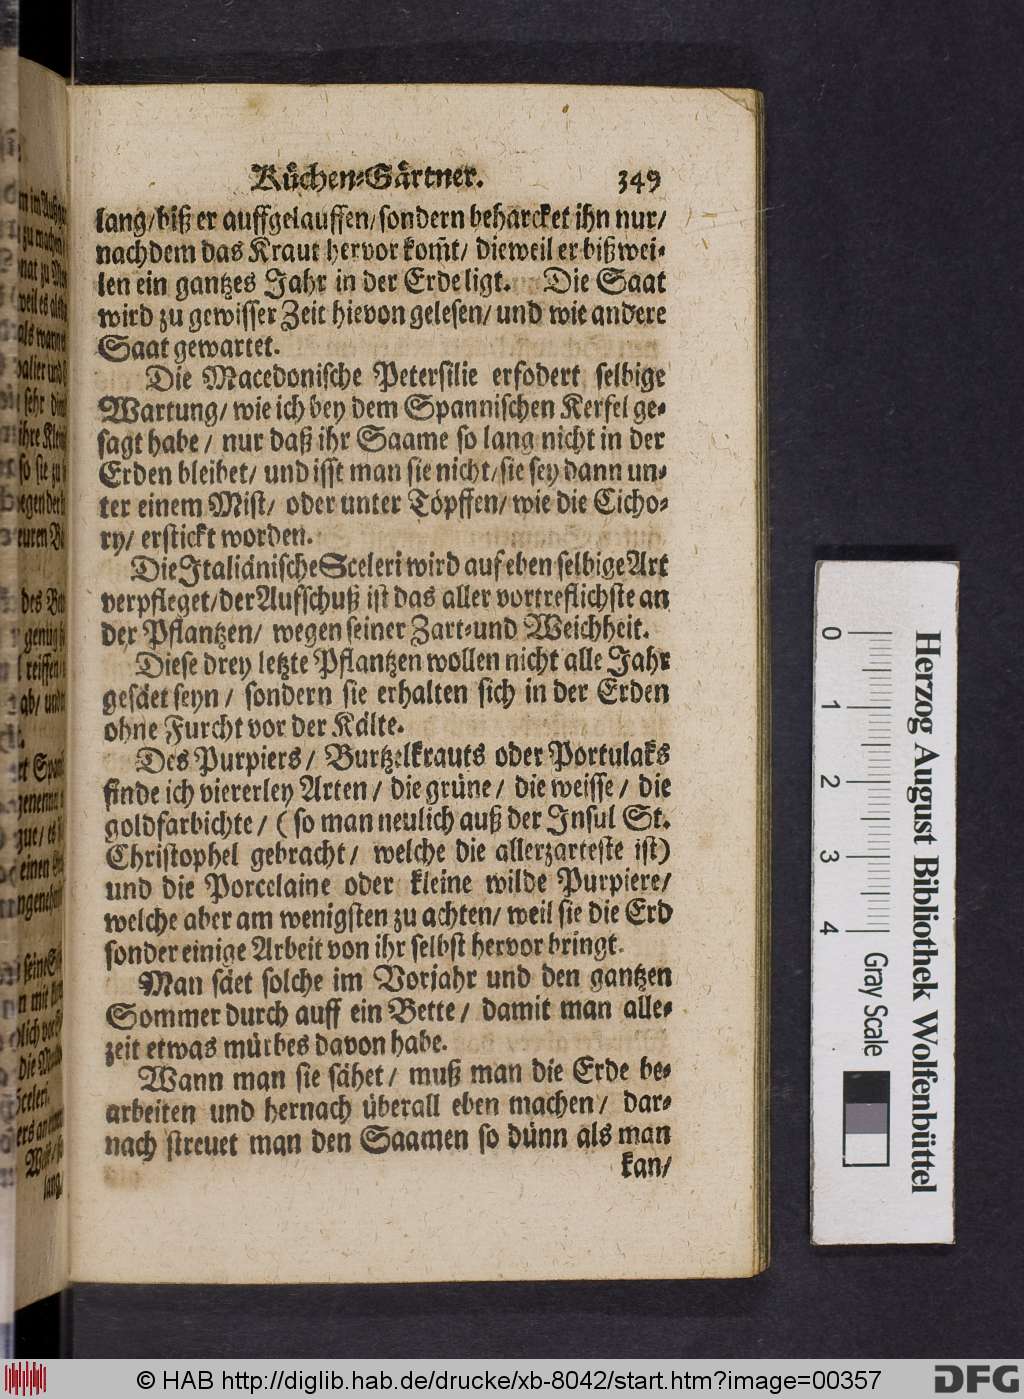 Küchen-Gärtner. 349
lang/ biß er auffgelauffen/ sondern beharcket ihn nur/
nachdem das Kraut hervor kom̃t/ dieweil er bißwei-
len ein gantzes Jahr in der Erde ligt. Die Saat
wird zu gewisser Zeit hievon gelesen/ und wie andere
Saat gewartet.
Die Macedonische Petersilie erfodert selbige
Wartung/ wie ich bey dem Spannischen Kerfel ge-
sagt habe/ nur daß ihr Saame so lang nicht in der
Erden bleibet/ und isst man sie nicht/ sie sey dann un-
ter einem Mist/ oder unter Töpffen/ wie die Cicho-
ry/ erstickt worden.
Die Italiänische Sceleri wird auf eben selbige Art
verpfleget/ der Aufschuß ist das aller vortreflichste an
der Pflantzen/ wegen seiner Zart-und Weichheit.
Diese drey letzte Pflantzen wollen nicht alle Jahr
gesäet seyn/ sondern sie erhalten sich in der Erden
ohne Furcht vor der Kälte.
Des Purpiers/ Burtzelkrauts oder Portulaks
finde ich viererley Arten/ die grüne/ die weisse/ die
goldfarbichte/ (so man neulich auß der Insul St.
Christophel gebracht/ welche die allerzarteste ist)
und die Porcelaine oder kleine wilde Purpiere/
welche aber am wenigsten zu achten/ weil sie die Erd
sonder einige Arbeit von ihr selbst hervor bringt.
Man säet solche im Vorjahr und den gantzen
Sommer durch auff ein Bette/ damit man alle-
zeit etwas mürbes davon habe.
Wann man sie sähet/ muß man die Erde be-
arbeiten und hernach überall eben machen/ dar-
nach streuet man den Saamen so dünn als man
kan/
0 1 2 3 4
Gray Scale
Herzog August Bibliothek Wolfenbüttel
© HAB http://diglib.hab.de/drucke/xb-8042/start.htm?image=00357
DFG